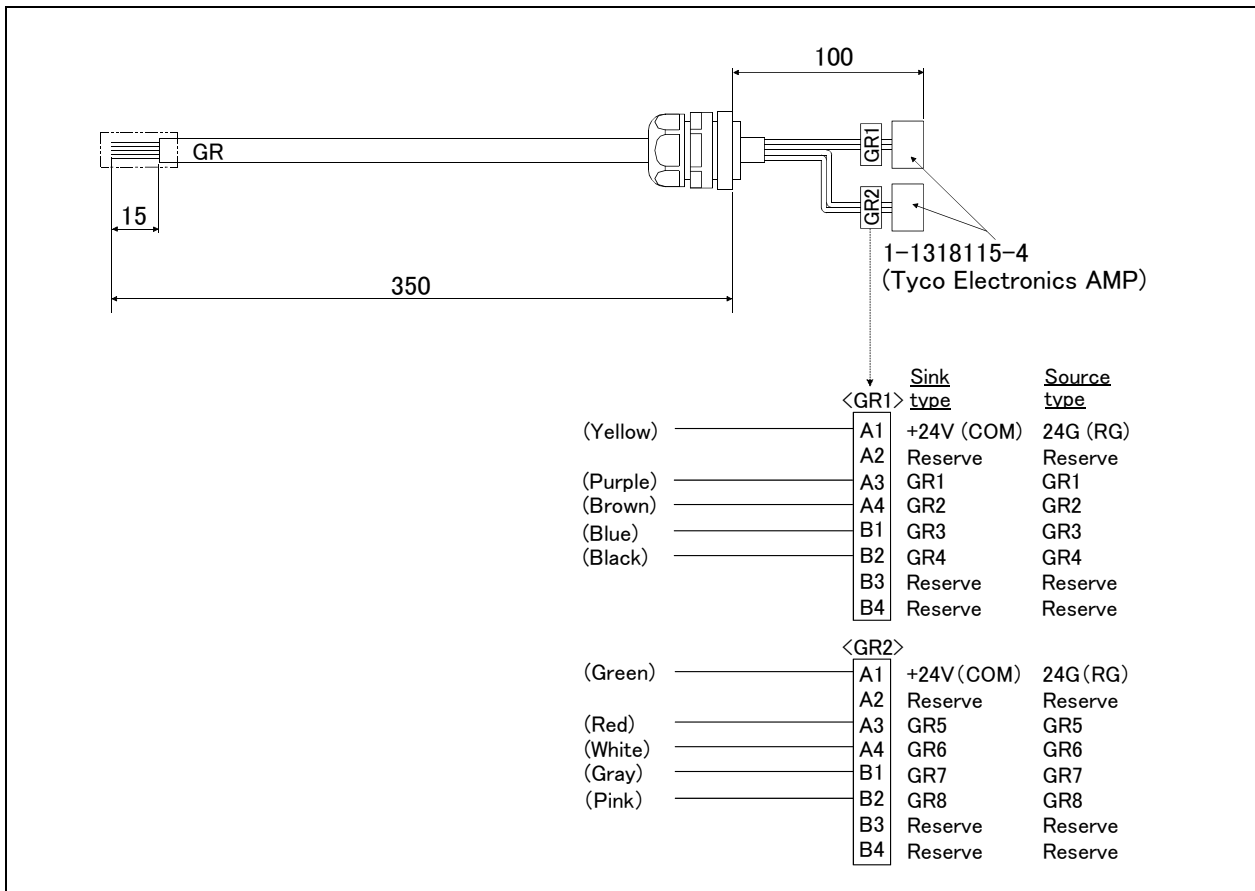 100
GR
GR1
GR2
15
350
1-1318115-4
(Tyco Electronics AMP)
Sink type Source type
<GR1>
(Yellow) A1 +24V (COM) 24G (RG)
A2 Reserve Reserve
(Purple) A3 GR1 GR1
(Brown) A4 GR2 GR2
(Blue) B1 GR3 GR3
(Black) B2 GR4 GR4
B3 Reserve Reserve
B4 Reserve Reserve
<GR2>
(Green) A1 +24V(COM) 24G(RG)
A2 Reserve Reserve
(Red) A3 GR5 GR5
(White) A4 GR6 GR6
(Gray) B1 GR7 GR7
(Pink) B2 GR8 GR8
B3 Reserve Reserve
B4 Reserve Reserve